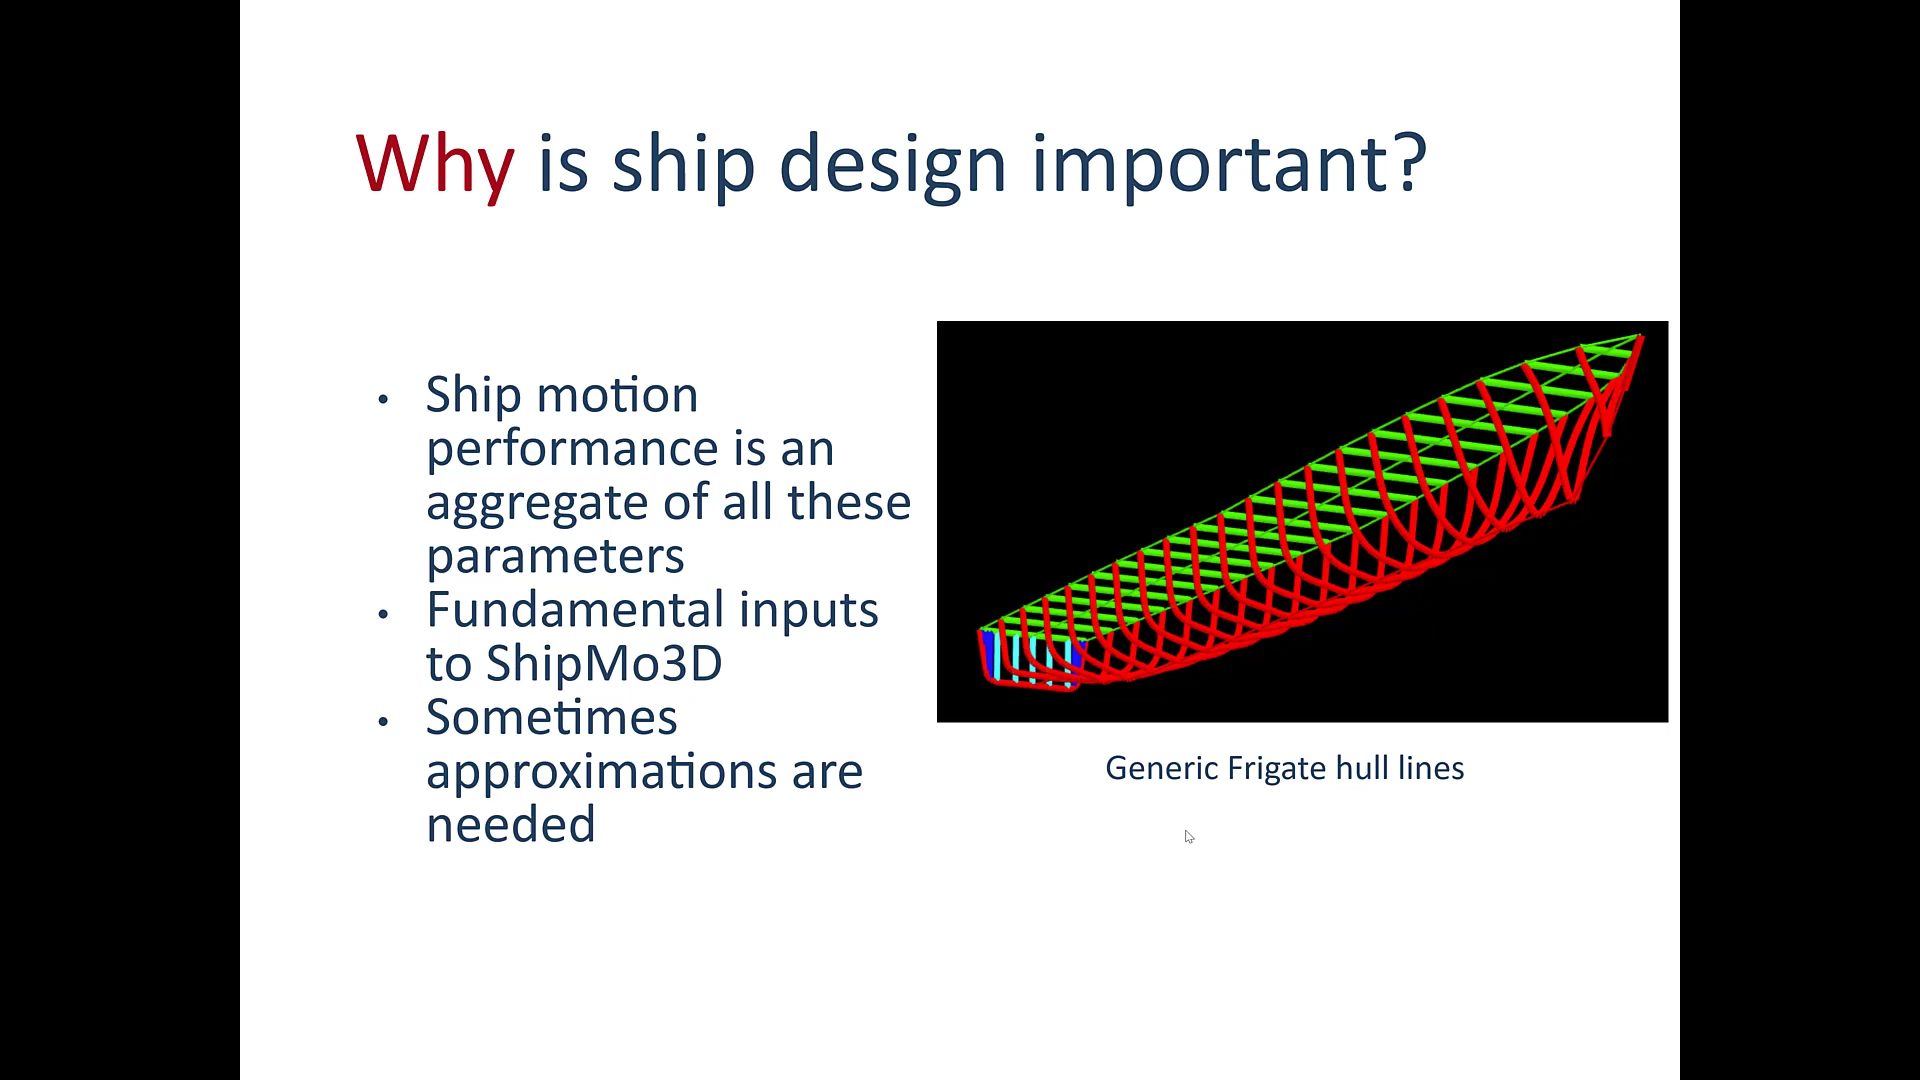 Why is ship design important?
• Ship motion
performance is an
aggregate of all these
parameters
• Fundamental inputs
to ShipMo3D
• Sometimes
approximations are
needed
Generic Frigate hull lines